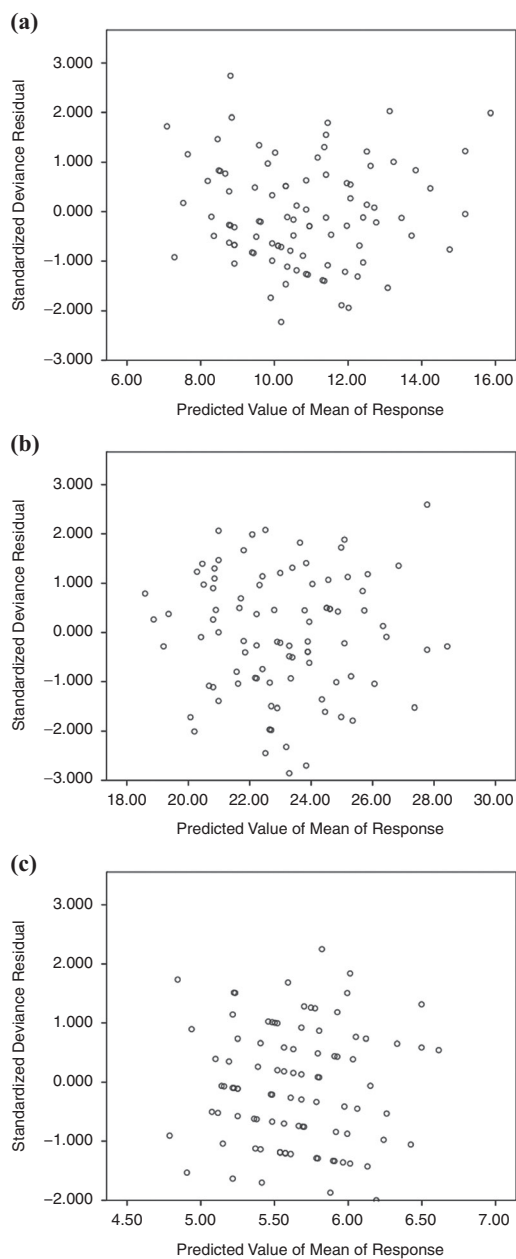 (a)
3.000
2.000
1.000
0.000
−1.000
−2.000
−3.000
Standardized Deviance Residual
6.00 8.00 10.00 12.00 14.00 16.00
Predicted Value of Mean of Response
(b)
3.000
2.000
1.000
0.000
−1.000
−2.000
−3.000
Standardized Deviance Residual
18.00 20.00 22.00 24.00 26.00 28.00 30.00
Predicted Value of Mean of Response
(c)
3.000
2.000
1.000
0.000
−1.000
−2.000
Standardized Deviance Residual
4.50 5.00 5.50 6.00 6.50 7.00
Predicted Value of Mean of Response